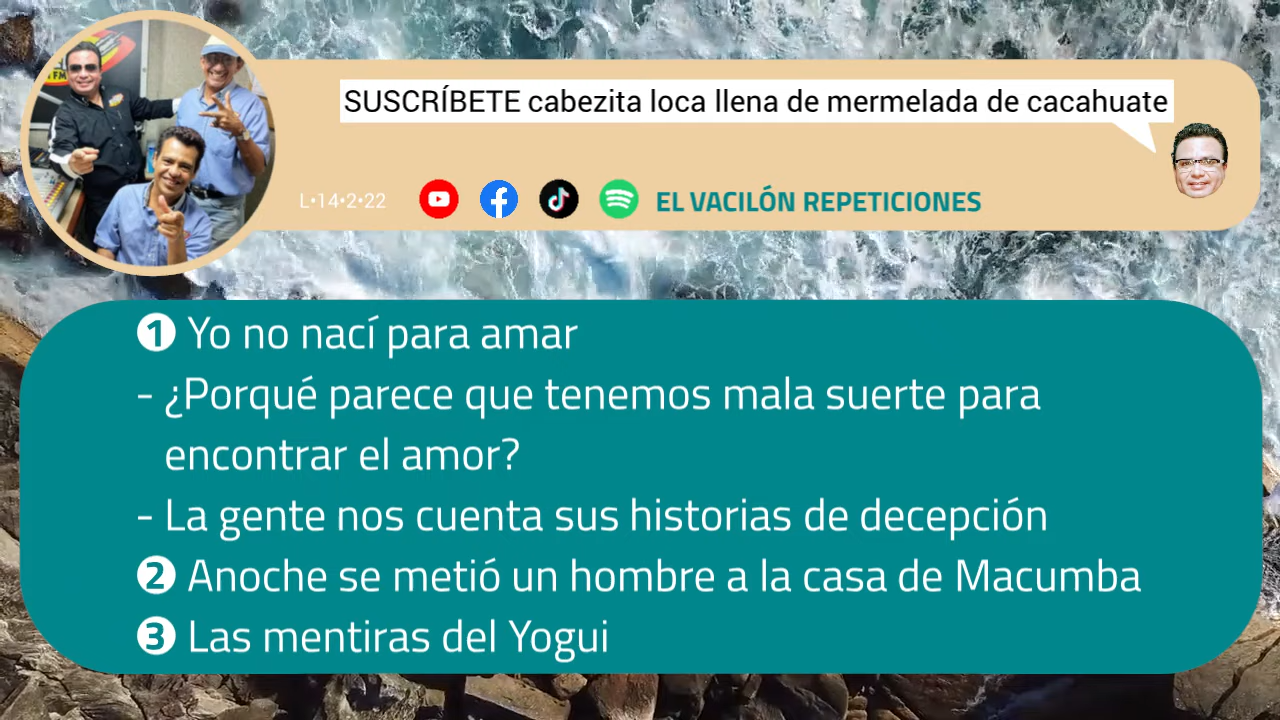 SUSCRÍBETE cabezita loca llena de mermelada de cacahuate
L•14•2•22
EL VACILÓN REPETICIONES
❶ Yo no nací para amar
- ¿Porqué parece que tenemos mala suerte para
encontrar el amor?
- La gente nos cuenta sus historias de decepción
❷ Anoche se metió un hombre a la casa de Macumba
❸ Las mentiras del Yogui